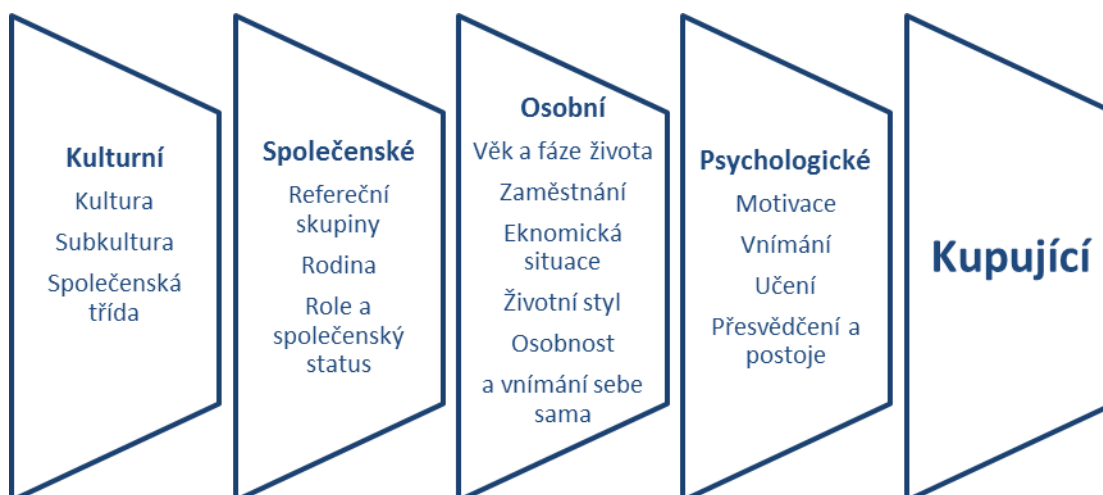 Kulturní
Kultura
Subkultura
Společenská
třída
Společenské
Refereční
skupiny
Rodina
Role a
společenský
status
Osobní
Věk a fáze života
Zaměstnání
Eknomická
situace
Životní styl
Osobnost
a vnímání sebe
sama
Psychologické
Motivace
Vnímání
Učení
Přesvědčení a
postoje
Kupující